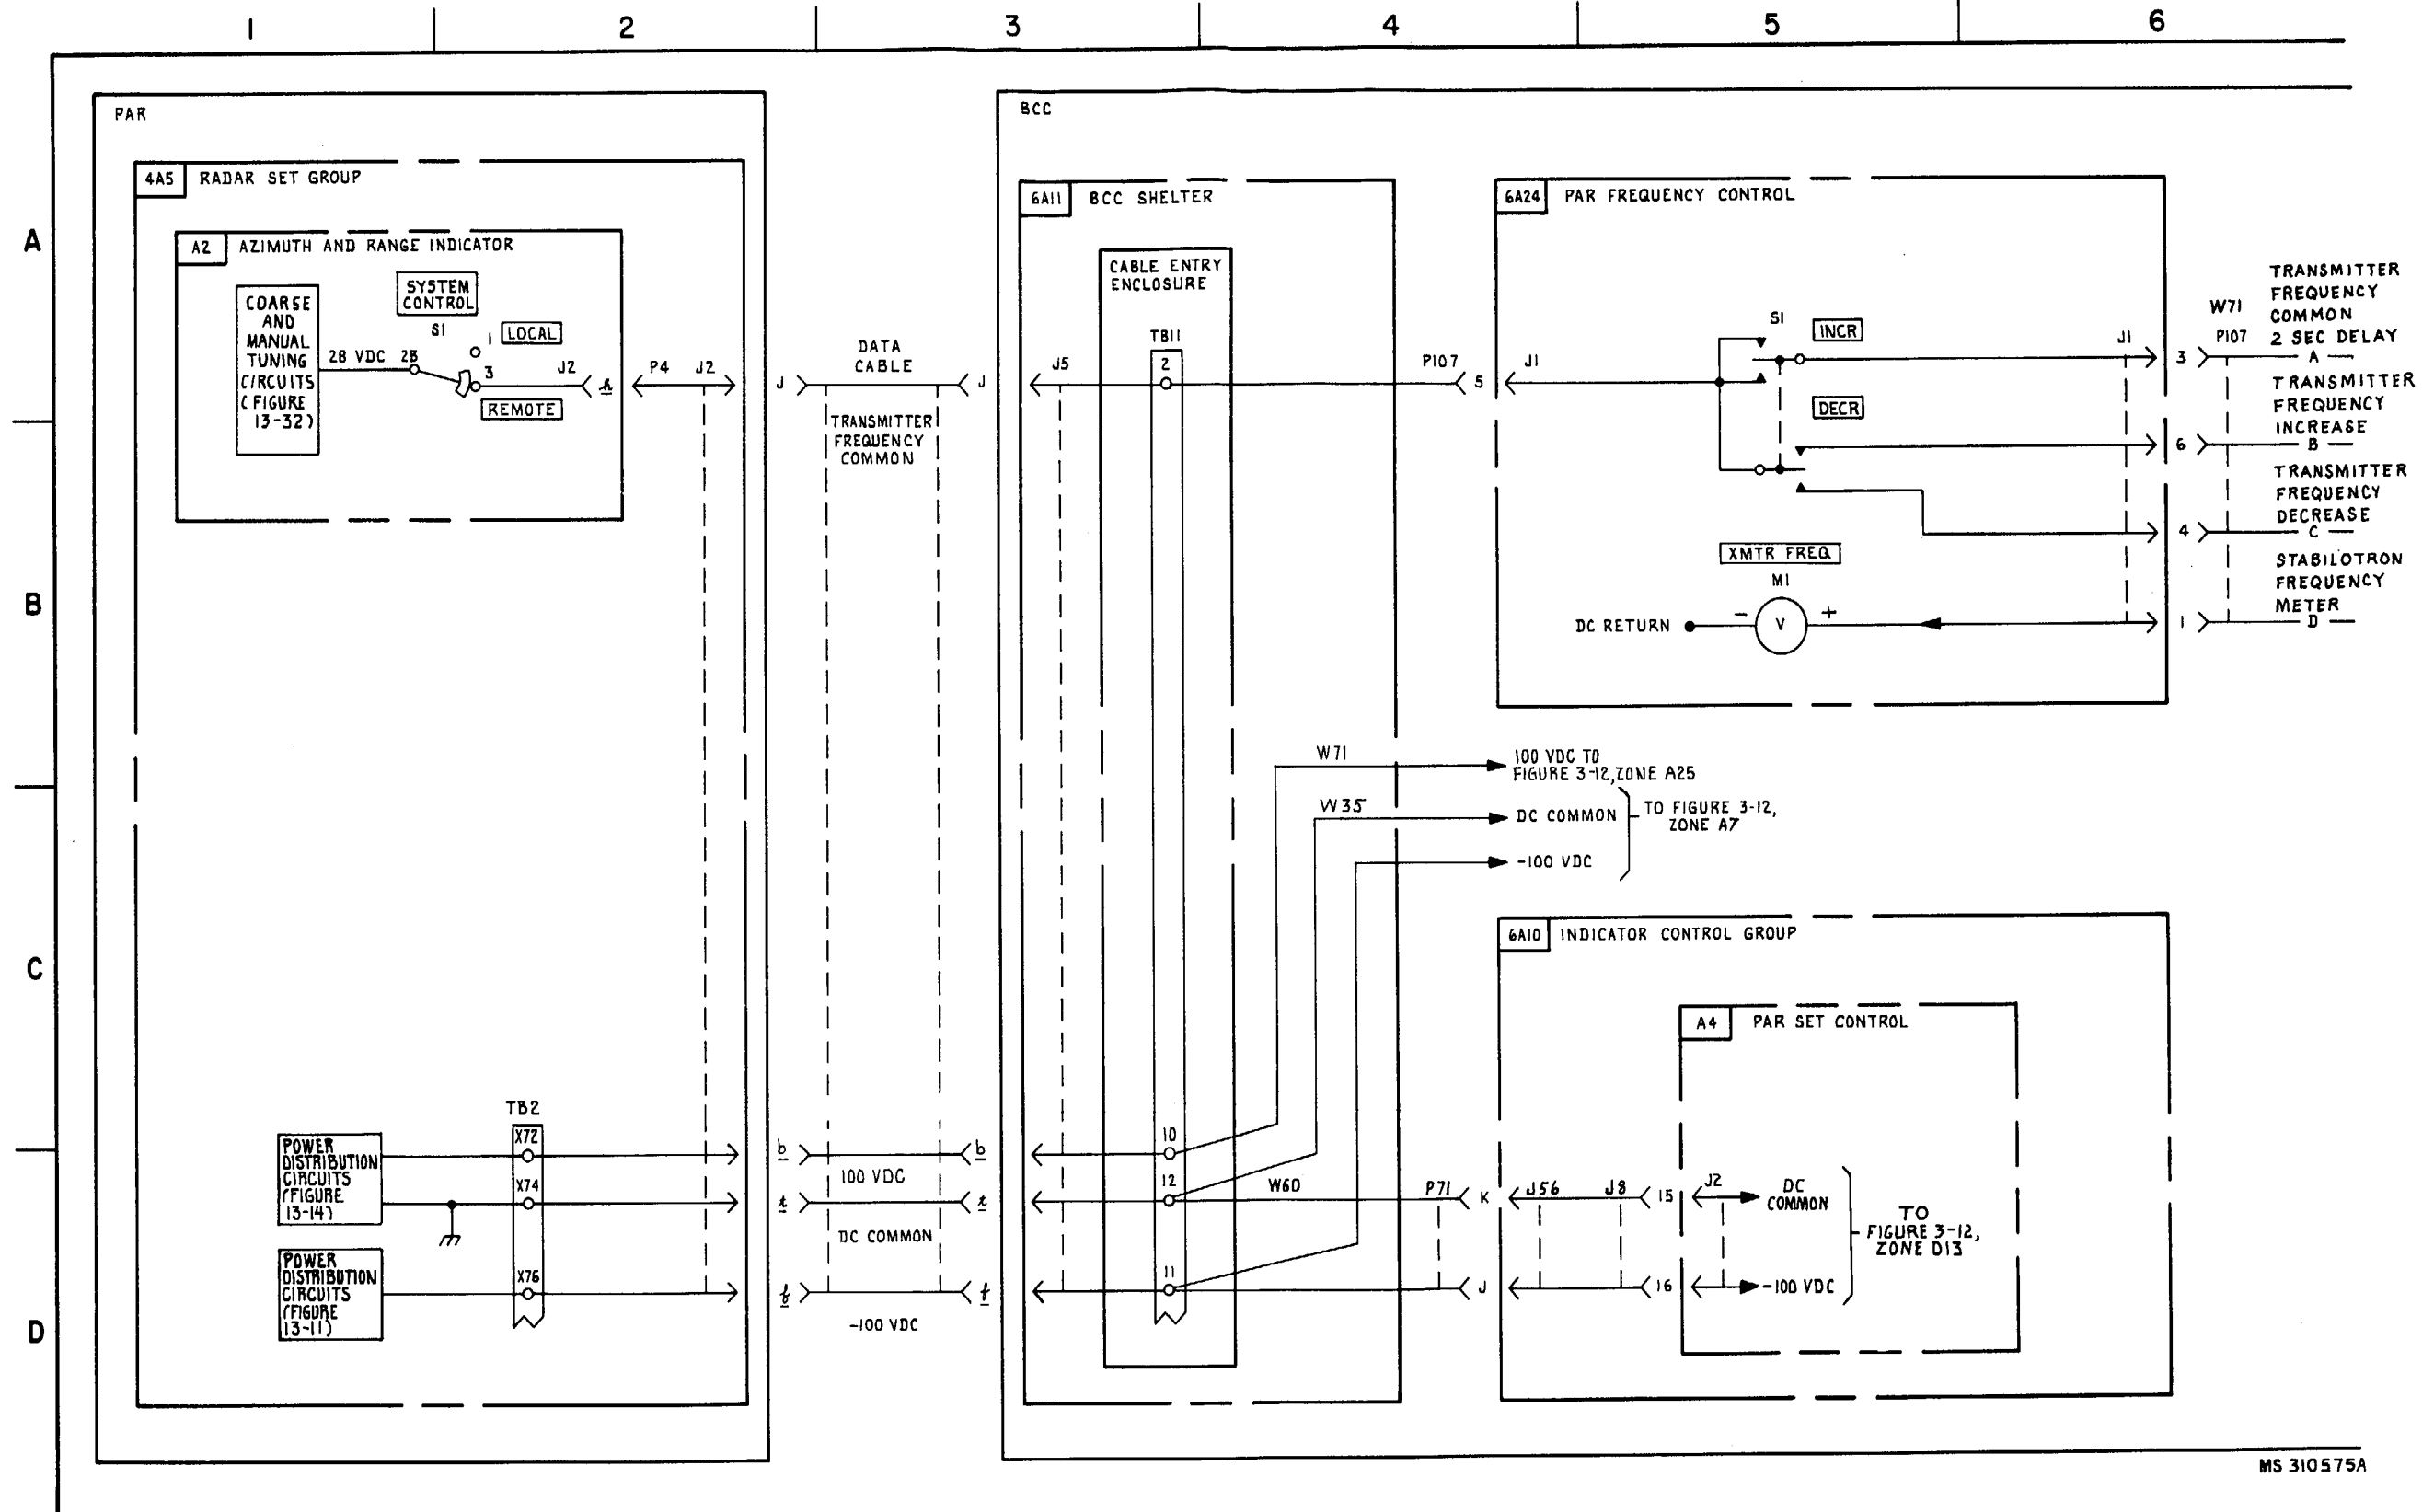 1 2 3 4 5 6
A
B
C
D
PAR
4A5 RADAR SET GROUP
A2 AZIMUTH AND RANGE INDICATOR
COARSE
AND
MANUAL
TUNING
CIRCUITS
(FIGURE
13-32)
SYSTEM
CONTROL
S1
1 LOCAL
28 VDC 2B
3
REMOTE
J2
h
P4 J2
J
DATA
CABLE
J
TRANSMITTER
FREQUENCY
COMMON
TB2
X72
X74
X76
POWER
DISTRIBUTION
CIRCUITS
(FIGURE
13-14)
POWER
DISTRIBUTION
CIRCUITS
(FIGURE
13-11)
b b
100 VDC
t t
DC COMMON
f f
-100 VDC
BCC
6A11 BCC SHELTER
CABLE ENTRY
ENCLOSURE
TB11
J5
2
10
12
11
P107
5
6A24 PAR FREQUENCY CONTROL
J1
S1
INCR
DECR
J1
3
6
4
1
XMTR FREQ
M1
DC RETURN - V +
W71
P107
TRANSMITTER
FREQUENCY
COMMON
2 SEC DELAY
A
TRANSMITTER
FREQUENCY
INCREASE
B
TRANSMITTER
FREQUENCY
DECREASE
C
STABILOTRON
FREQUENCY
METER
D
W71
100 VDC TO
FIGURE 3-12, ZONE A25
W35
DC COMMON
-100 VDC
TO FIGURE 3-12,
ZONE A7
6A10 INDICATOR CONTROL GROUP
A4 PAR SET CONTROL
W60
P71
K
J
J56 J8
15
16
J2
DC
COMMON
-100 VDC
TO
FIGURE 3-12,
ZONE D13
MS 310575A